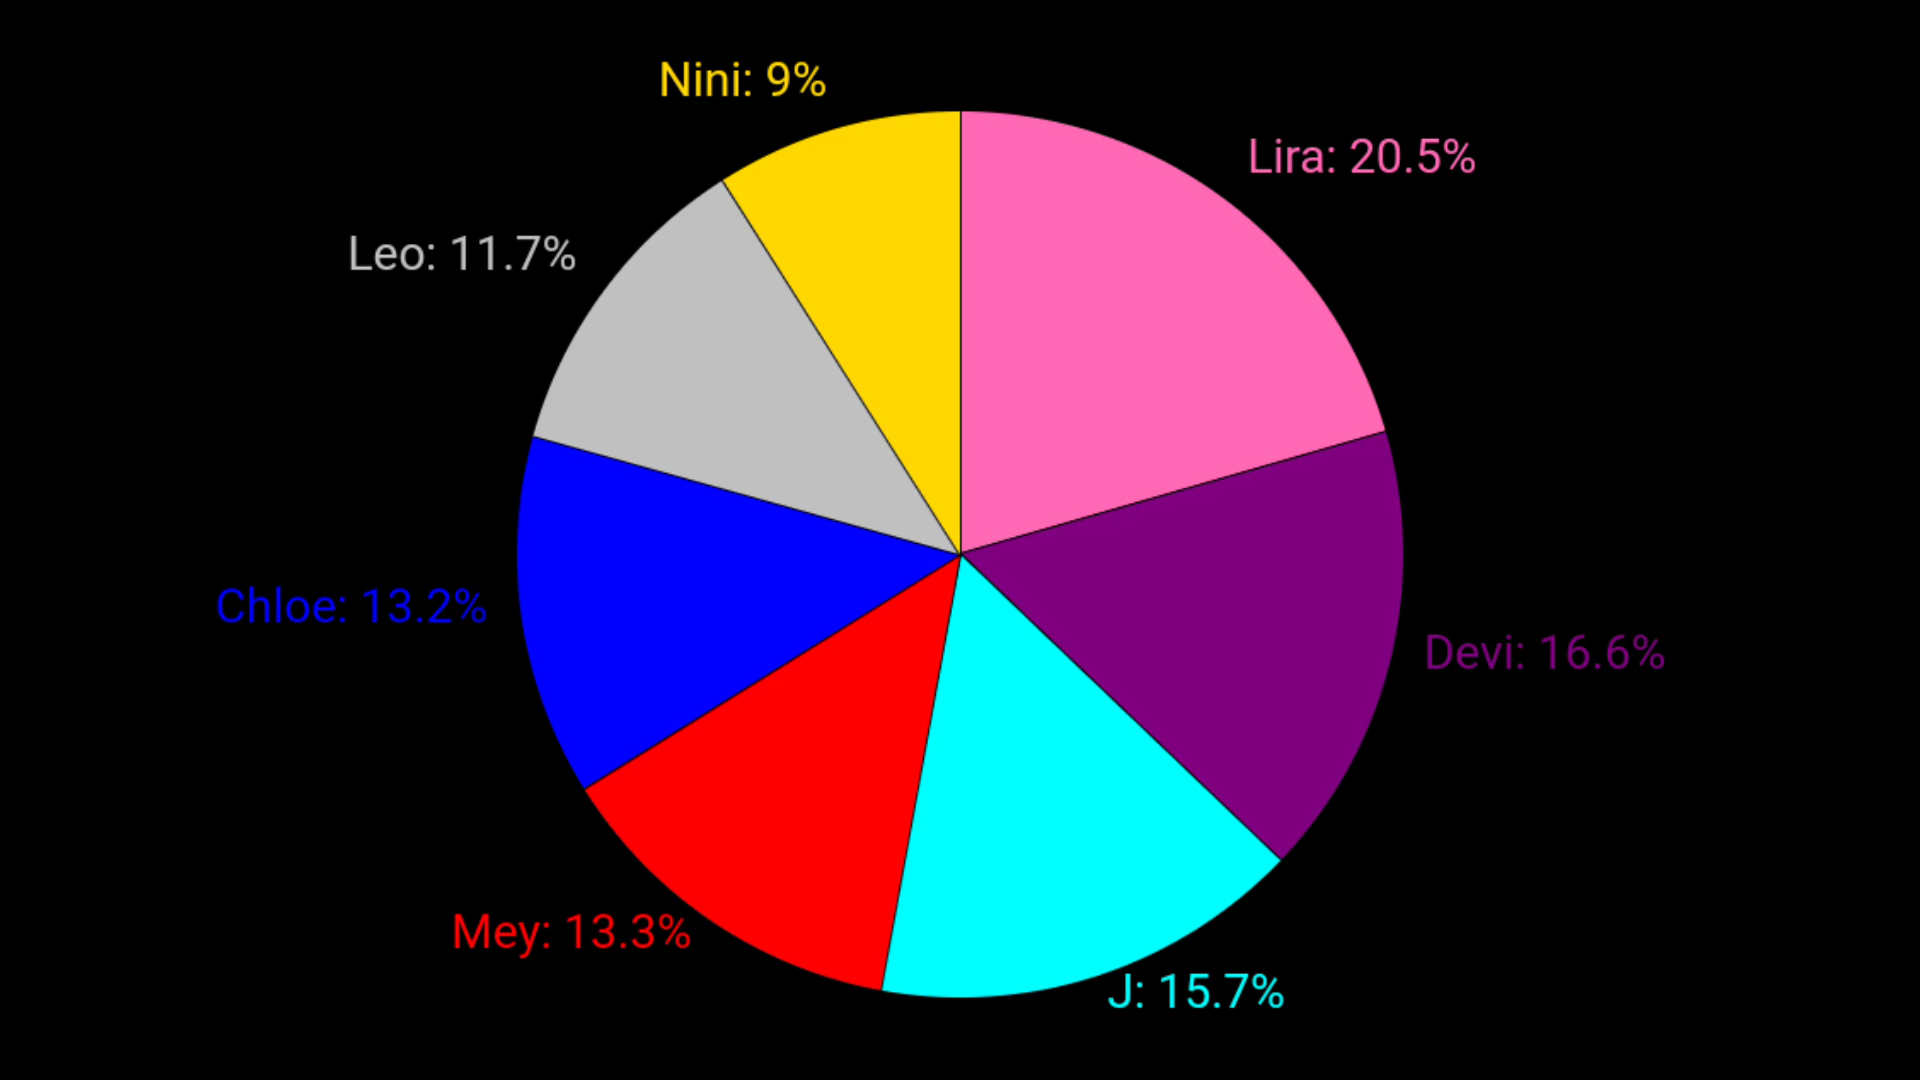 Nini: 9%
Lira: 20.5%
Leo: 11.7%
Chloe: 13.2%
Devi: 16.6%
Mey: 13.3%
J: 15.7%